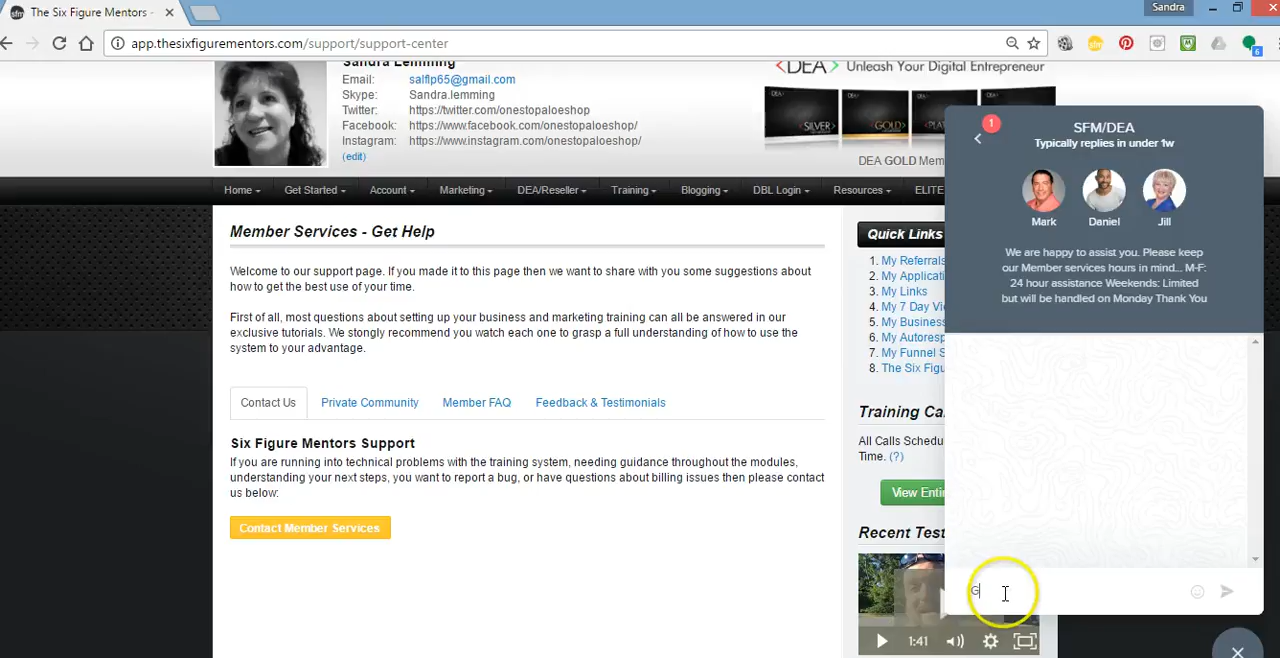 The Six Figure Mentors -
Sandra
app.thesixfigurementors.com/support/support-center
6
Sandra Lemming
Email: salflp65@gmail.com
Skype: Sandra.lemming
Twitter: https://twitter.com/onestopaloeshop
Facebook: https://www.facebook.com/onestopaloeshop/
Instagram: https://www.instagram.com/onestopaloeshop/
(edit)
<DEA> Unleash Your Digital Entrepreneur
SILVER GOLD
DEA GOLD Mem
Home Get Started Account Marketing DEA/Reseller Training Blogging DBL Login Resources ELITE
Member Services - Get Help
Welcome to our support page. If you made it to this page then we want to share with you some suggestions about
how to get the best use of your time.
First of all, most questions about setting up your business and marketing training can all be answered in our
exclusive tutorials. We stongly recommend you watch each one to grasp a full understanding of how to use the
system to your advantage.
Contact Us Private Community Member FAQ Feedback & Testimonials
Six Figure Mentors Support
If you are running into technical problems with the training system, needing guidance throughout the modules,
understanding your next steps, you want to report a bug, or have questions about billing issues then please contact
us below:
Contact Member Services
Quick Links
1. My Referrals
2. My Applicati
3. My Links
4. My 7 Day Vi
5. My Business
6. My Autoresp
7. My Funnel S
8. The Six Figu
Training Ca
All Calls Schedu
Time. (?)
View Enti
Recent Test
1:41
1
SFM/DEA
Typically replies in under 1w
Mark Daniel Jill
We are happy to assist you. Please keep
our Member services hours in mind... M-F:
24 hour assistance Weekends: Limited
but will be handled on Monday Thank You
G